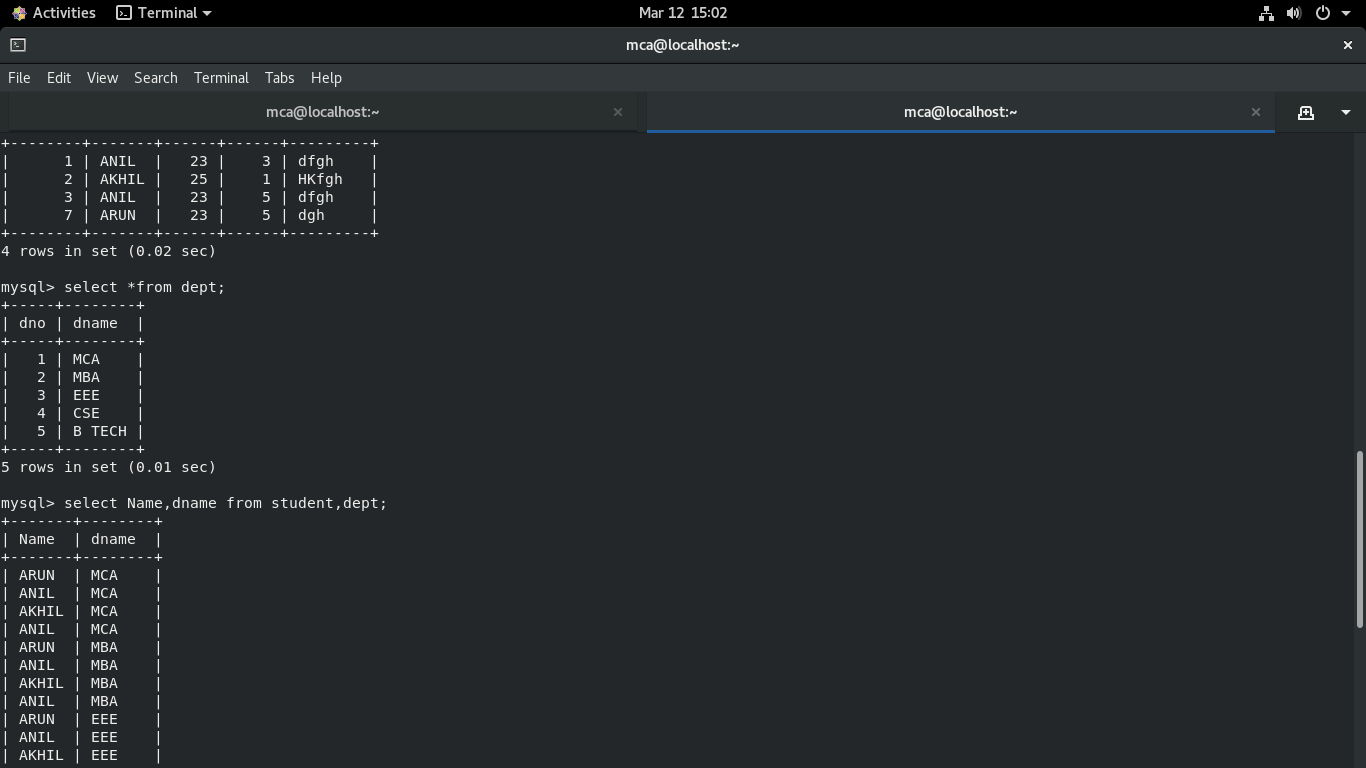 Activities Terminal Mar 12 15:02
mca@localhost:~
File Edit View Search Terminal Tabs Help
mca@localhost:~ mca@localhost:~
+--------+-------+------+------+---------+
|      1 | ANIL  |   23 |    3 | dfgh    |
|      2 | AKHIL |   25 |    1 | HKfgh   |
|      3 | ANIL  |   23 |    5 | dfgh    |
|      7 | ARUN  |   23 |    5 | dgh     |
+--------+-------+------+------+---------+
4 rows in set (0.02 sec)
mysql> select *from dept;
+-----+--------+
| dno | dname  |
+-----+--------+
|   1 | MCA    |
|   2 | MBA    |
|   3 | EEE    |
|   4 | CSE    |
|   5 | B TECH |
+-----+--------+
5 rows in set (0.01 sec)
mysql> select Name,dname from student,dept;
+-------+--------+
| Name  | dname  |
+-------+--------+
| ARUN  | MCA    |
| ANIL  | MCA    |
| AKHIL | MCA    |
| ANIL  | MCA    |
| ARUN  | MBA    |
| ANIL  | MBA    |
| AKHIL | MBA    |
| ANIL  | MBA    |
| ARUN  | EEE    |
| ANIL  | EEE    |
| AKHIL | EEE    |